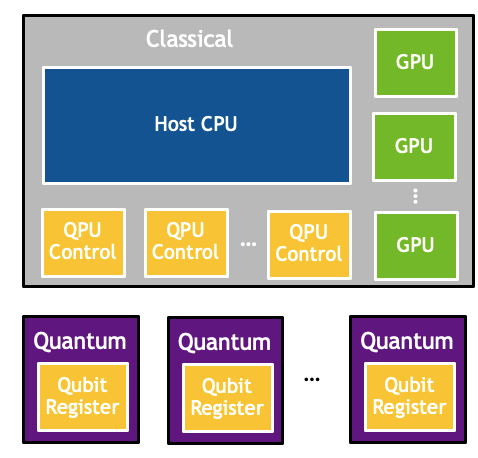 Classical
GPU
Host CPU
GPU
...
QPU
Control
QPU
Control
...
QPU
Control
GPU
Quantum
Qubit
Register
Quantum
Qubit
Register
...
Quantum
Qubit
Register